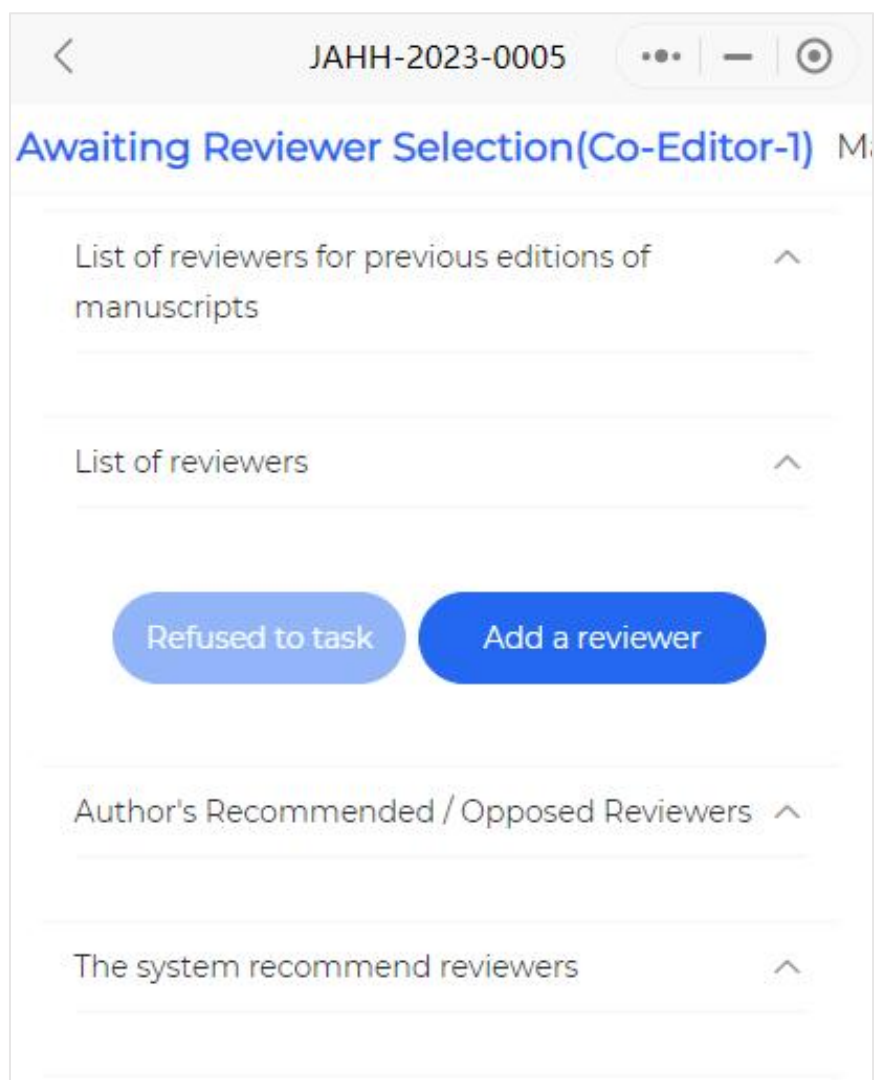 JAHH-2023-0005
Awaiting Reviewer Selection(Co-Editor-1)
List of reviewers for previous editions of
manuscripts
List of reviewers
Refused to task
Add a reviewer
Author's Recommended / Opposed Reviewers
The system recommend reviewers